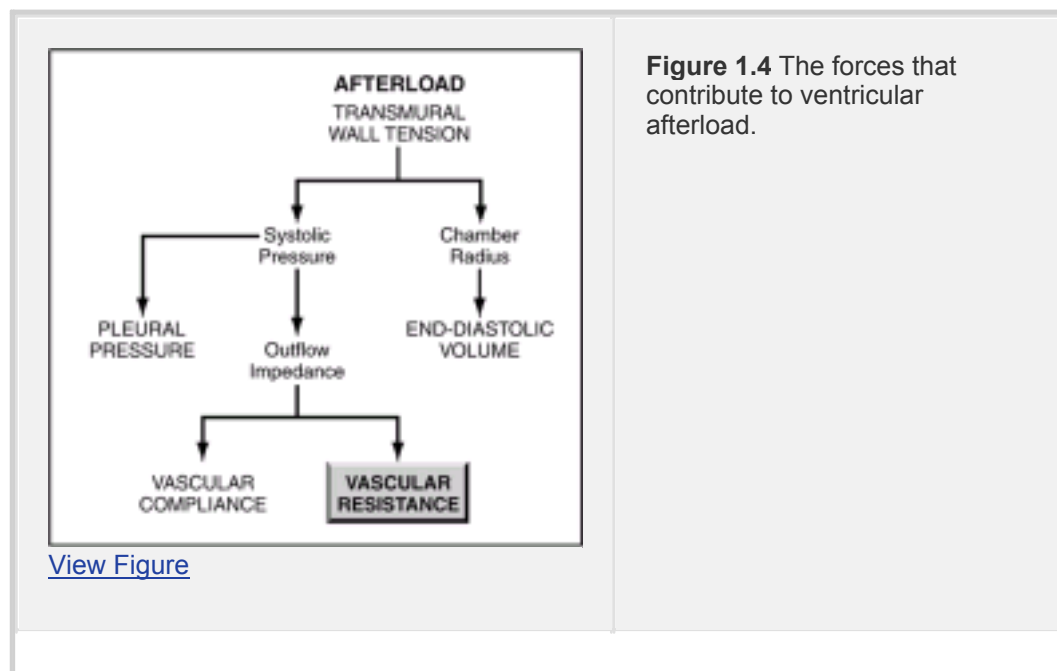 AFTERLOAD
TRANSMURAL
WALL TENSION
Systolic
Pressure
Chamber
Radius
PLEURAL
PRESSURE
Outflow
Impedance
END-DIASTOLIC
VOLUME
VASCULAR
COMPLIANCE
VASCULAR
RESISTANCE
View Figure
Figure 1.4 The forces that
contribute to ventricular
afterload.